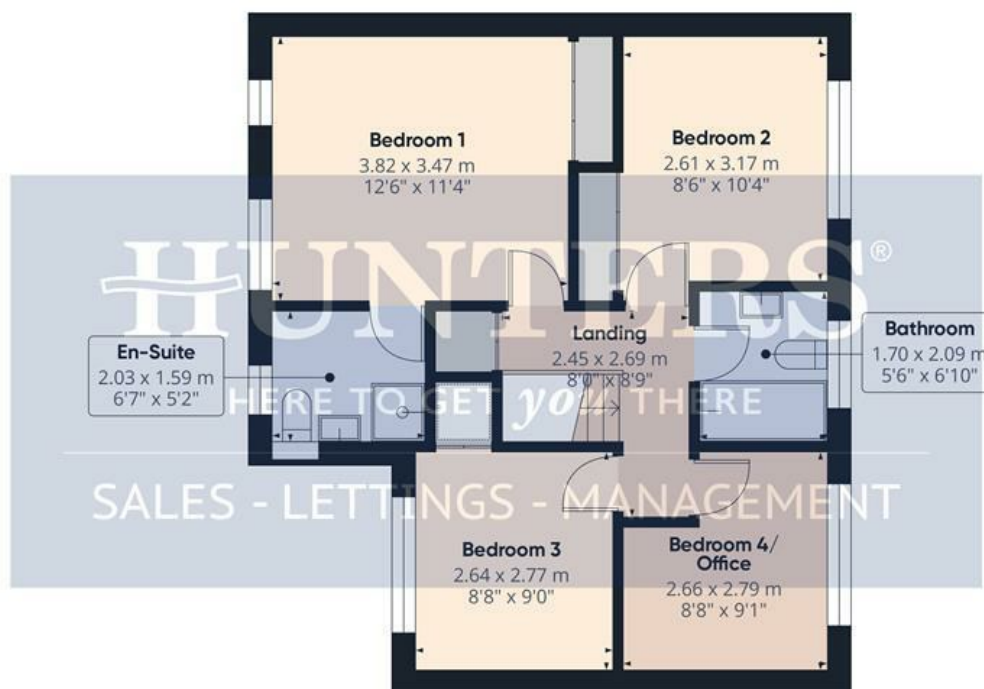 Bedroom 1
3.82 x 3.47 m
12'6" x 11'4"
Bedroom 2
2.61 x 3.17 m
8'6" x 10'4"
HUNTERS®
HERE TO GET you THERE
SALES - LETTINGS - MANAGEMENT
En-Suite
2.03 x 1.59 m
6'7" x 5'2"
Landing
2.45 x 2.69 m
8'0" x 8'9"
Bathroom
1.70 x 2.09 m
5'6" x 6'10"
Bedroom 3
2.64 x 2.77 m
8'8" x 9'0"
Bedroom 4/
Office
2.66 x 2.79 m
8'8" x 9'1"